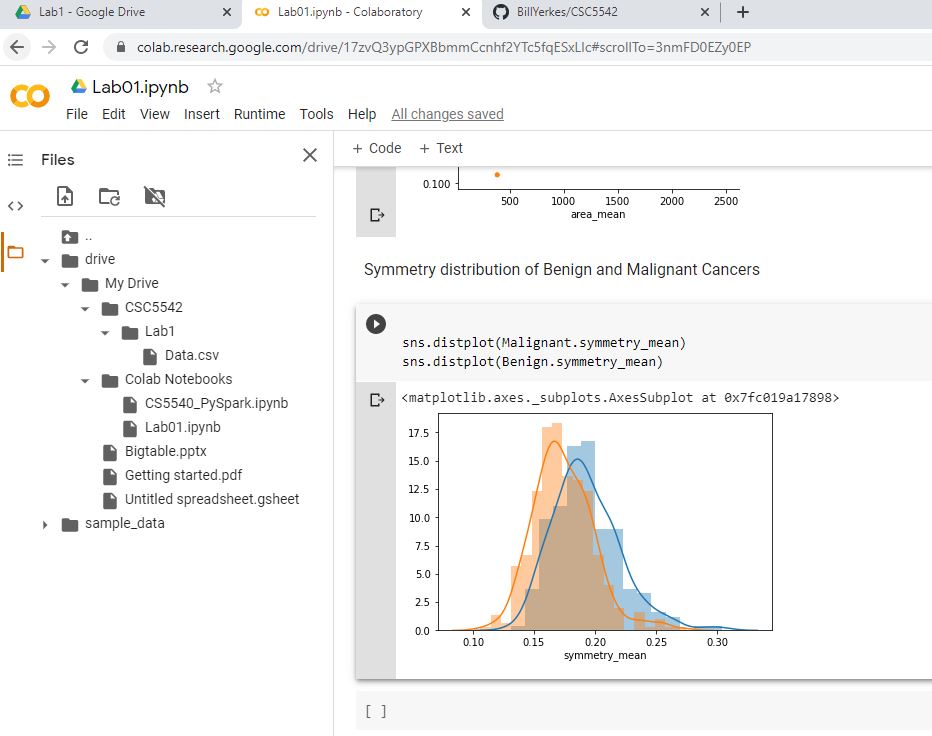 Lab1 - Google Drive
Lab01.ipynb - Colaboratory
BillYerkes/CSC5542
colab.research.google.com/drive/17zvQ3ypGPXBbmmCcnhf2YTc5fqESxLIc#scrollTo=3nmFD0EZy0EP
Lab01.ipynb
File Edit View Insert Runtime Tools Help All changes saved
Files
+ Code + Text
..
drive
My Drive
CSC5542
Lab1
Data.csv
Colab Notebooks
CS5540_PySpark.ipynb
Lab01.ipynb
Bigtable.pptx
Getting started.pdf
Untitled spreadsheet.gsheet
sample_data
0.100
500 1000 1500 2000 2500
area_mean
Symmetry distribution of Benign and Malignant Cancers
sns.distplot(Malignant.symmetry_mean)
sns.distplot(Benign.symmetry_mean)
<matplotlib.axes._subplots.AxesSubplot at 0x7fc019a17898>
17.5
15.0
12.5
10.0
7.5
5.0
2.5
0.0
0.10 0.15 0.20 0.25 0.30
symmetry_mean
[ ]